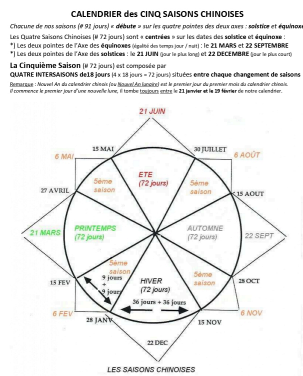 CALENDRIER des CINQ SAISONS CHINOISES
Chacune de nos saisons (# 91 jours) « débute » sur les quatre pointes des deux axes : solstice et équinoxe
Les Quatre Saisons Chinoises (# 72 jours) sont « centrées » sur les dates des solstice et équinoxe :
*] Les deux pointes de l'Axe des équinoxes (égalité des temps jour / nuit) : le 21 MARS et 22 SEPTEMBRE
*] Les deux pointes de l'Axe des solstices : le 21 JUIN (jour le plus long) et 22 DECEMBRE (jour le plus court)
La Cinquième Saison (# 72 jours) est composée par
QUATRE INTERSAISONS de18 jours (4 x 18 jours = 72 jours) situées entre chaque changement de saisons
Remarque : Nouvel An du calendrier chinois (ou Nouvel An lunaire) est le premier jour du premier mois du calendrier chinois.
Il commence le premier jour d'une nouvelle lune, il tombe toujours entre le 21 janvier et le 19 février de notre calendrier.
21 JUIN
15 MAI
30 JUILLET
6 MAI
6 AOÛT
ETE
(72 jours)
5ème
saison
5ème
saison
27 AVRIL
15 AOUT
PRINTEMPS
(72 jours)
AUTOMNE
(72 jours)
21 MARS
22 SEPT
5ème
saison
5ème
saison
9 jours
+
9 jours
HIVER
(72 jours)
36 jours + 36 jours
15 FEV
28 OCT
6 FEV
6 NOV
28 JANV
15 NOV
22 DEC
LES SAISONS CHINOISES